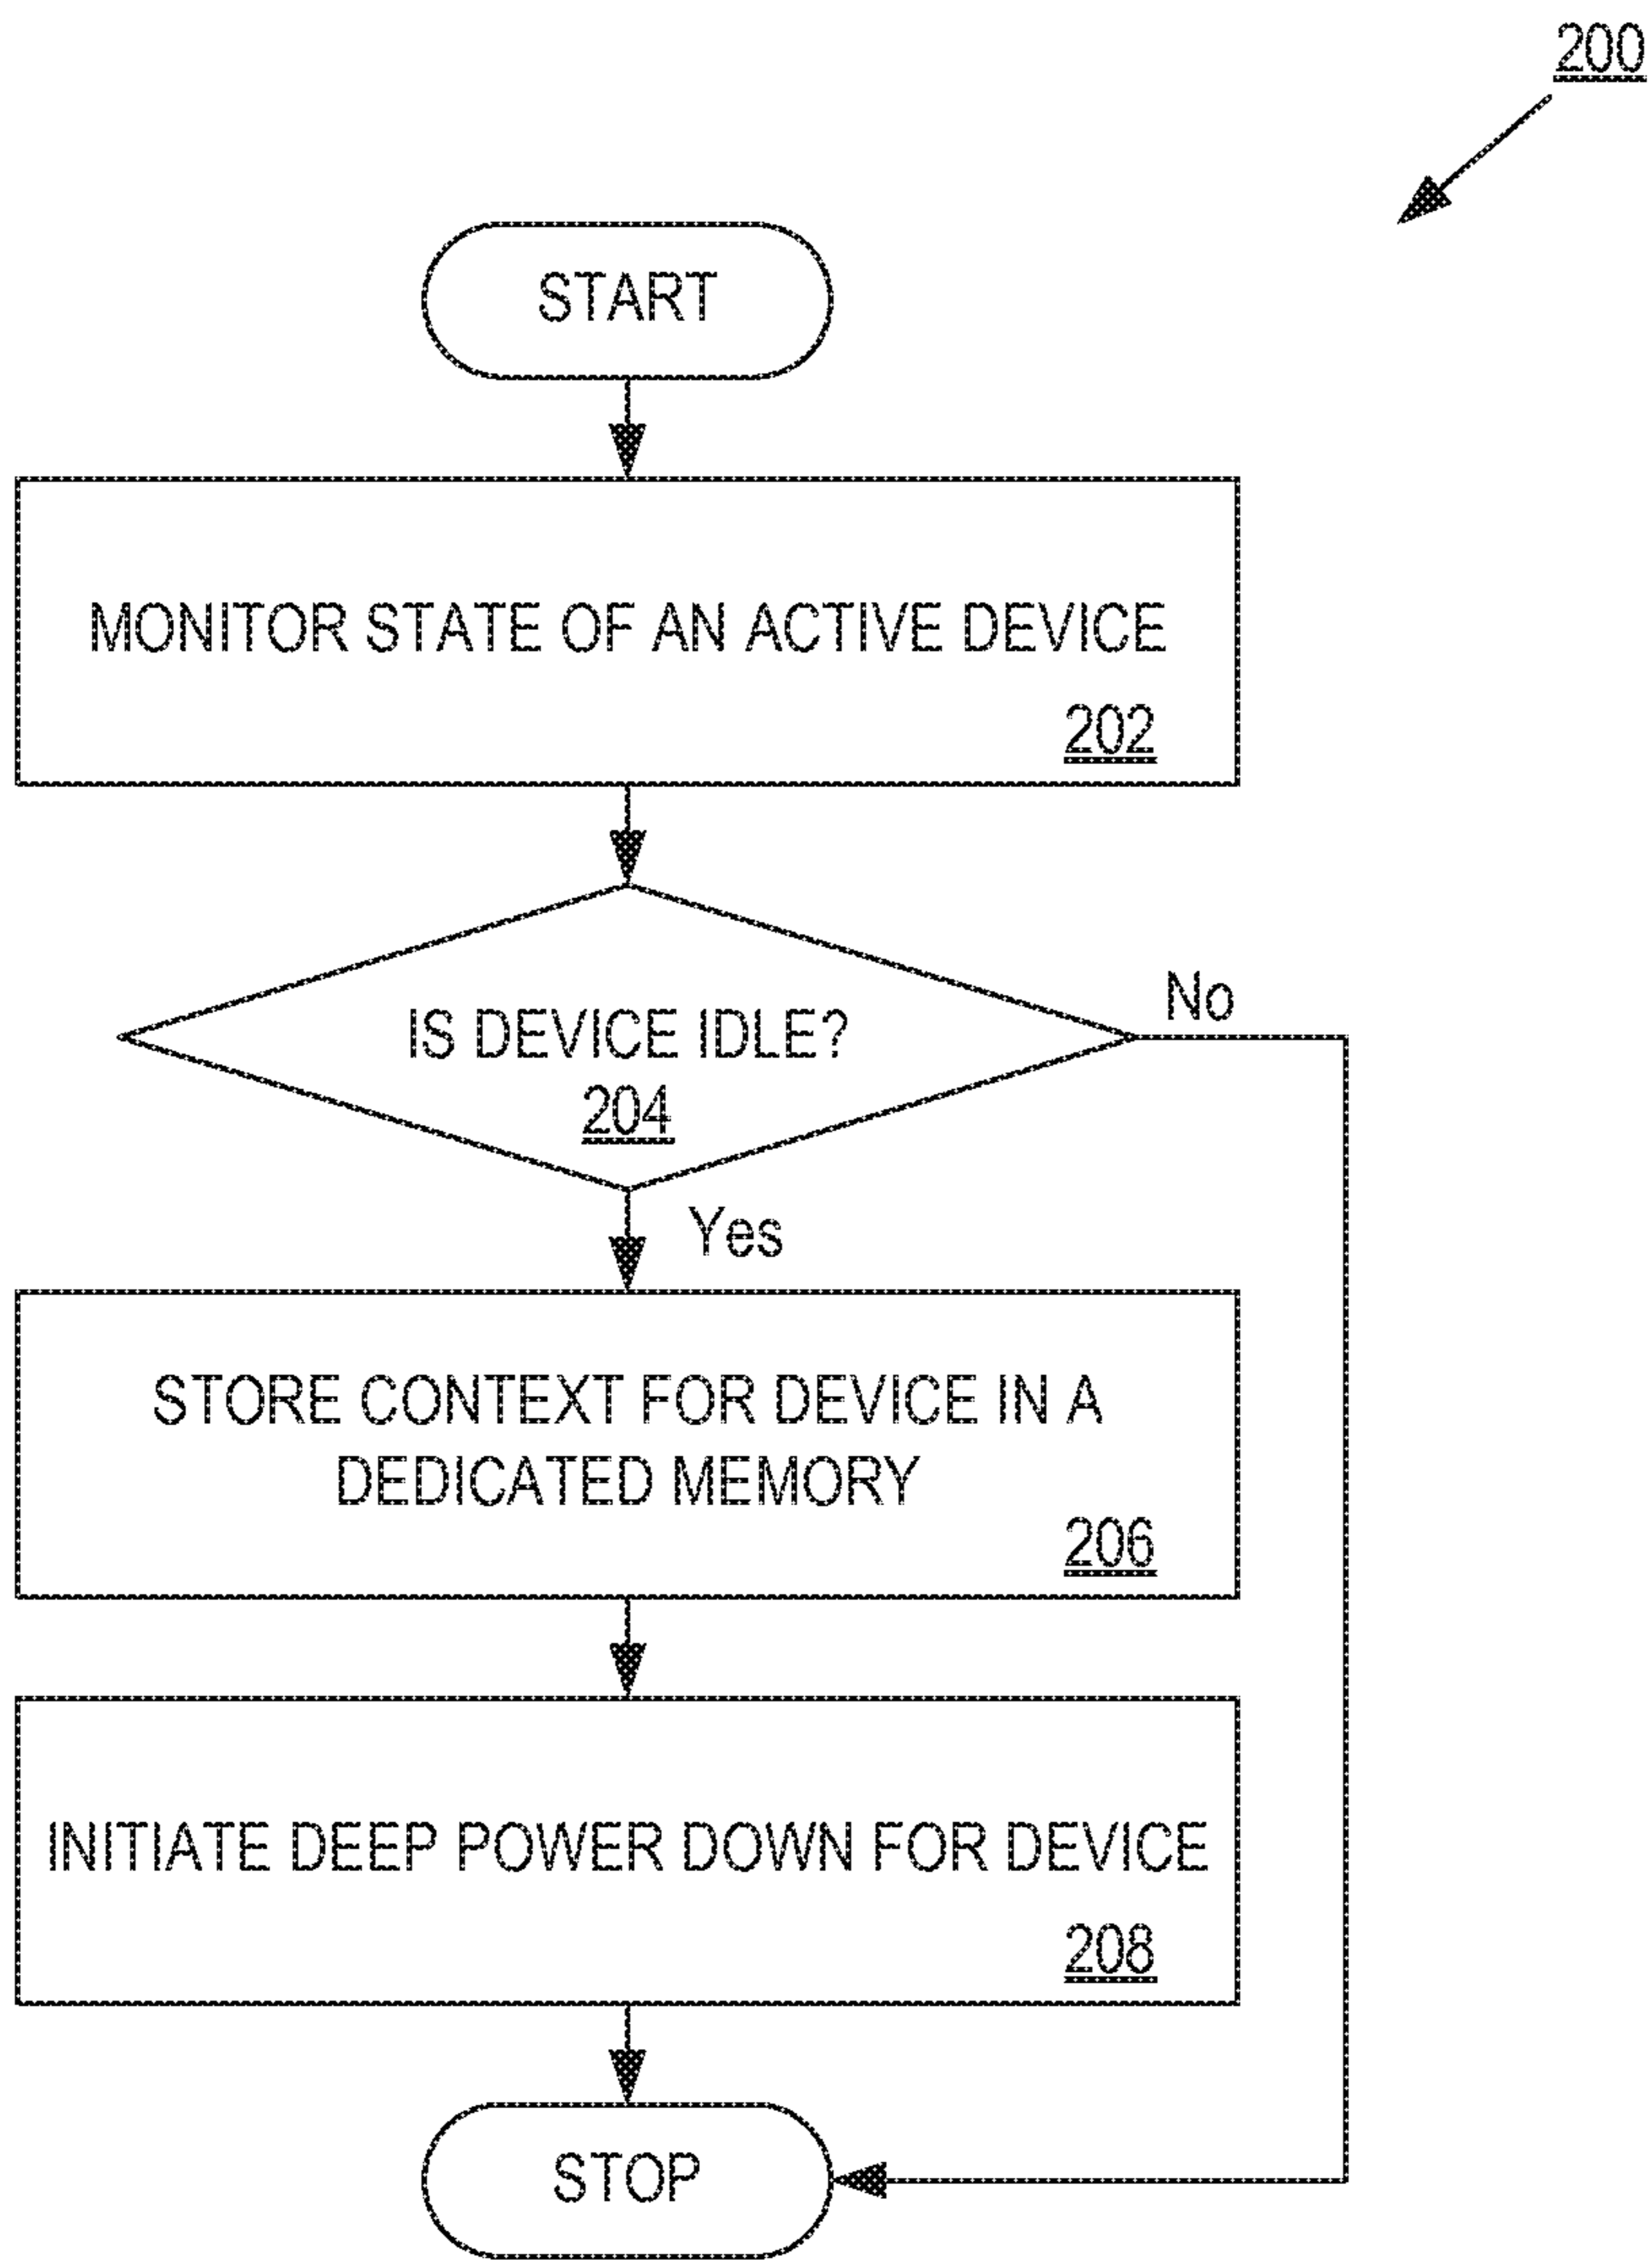 200
START
MONITOR STATE OF AN ACTIVE DEVICE
202
No
IS DEVICE IDLE?
204
Yes
STORE CONTEXT FOR DEVICE IN A
DEDICATED MEMORY
206
INITIATE DEEP POWER DOWN FOR DEVICE
208
STOP